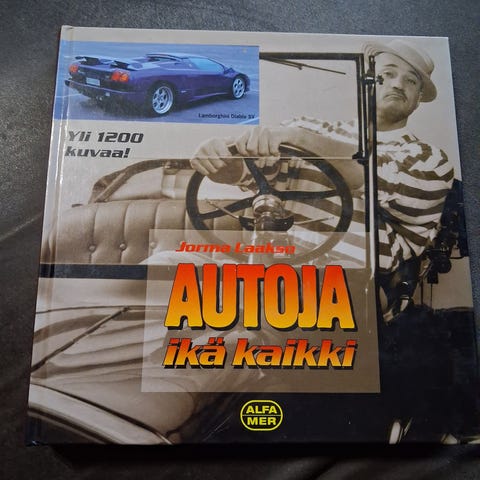 Lamborghini Diablo SV
Yli 1200
kuvaa!
Jorma Laakso
AUTOJA
ikä kaikki
ALFA
MER